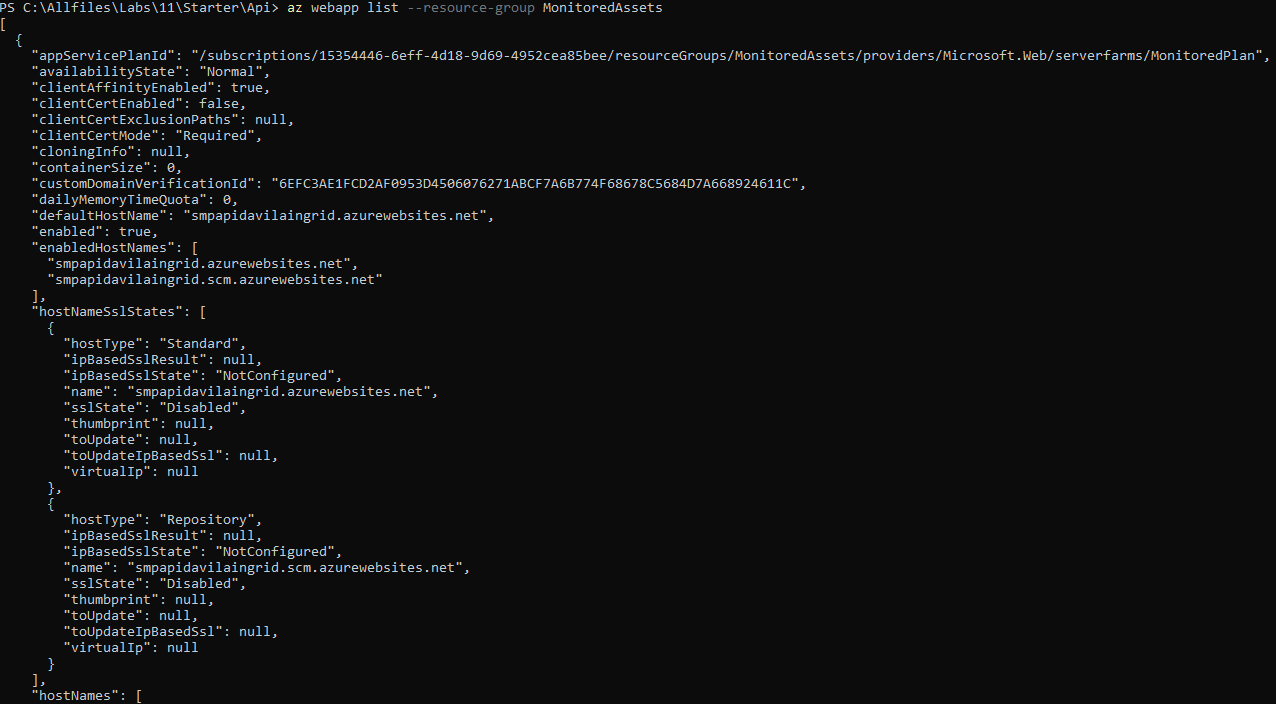 PS C:\Allfiles\Labs\11\Starter\Api> az webapp list --resource-group MonitoredAssets
[
  {
    "appServicePlanId": "/subscriptions/15354446-6eff-4d18-9d69-4952cea85bee/resourceGroups/MonitoredAssets/providers/Microsoft.Web/serverfarms/MonitoredPlan",
    "availabilityState": "Normal",
    "clientAffinityEnabled": true,
    "clientCertEnabled": false,
    "clientCertExclusionPaths": null,
    "clientCertMode": "Required",
    "cloningInfo": null,
    "containerSize": 0,
    "customDomainVerificationId": "6EFC3AE1FCD2AF0953D4506076271ABCF7A6B774F68678C5684D7A668924611C",
    "dailyMemoryTimeQuota": 0,
    "defaultHostName": "smpapidavilaingrid.azurewebsites.net",
    "enabled": true,
    "enabledHostNames": [
      "smpapidavilaingrid.azurewebsites.net",
      "smpapidavilaingrid.scm.azurewebsites.net"
    ],
    "hostNameSslStates": [
      {
        "hostType": "Standard",
        "ipBasedSslResult": null,
        "ipBasedSslState": "NotConfigured",
        "name": "smpapidavilaingrid.azurewebsites.net",
        "sslState": "Disabled",
        "thumbprint": null,
        "toUpdate": null,
        "toUpdateIpBasedSsl": null,
        "virtualIp": null
      },
      {
        "hostType": "Repository",
        "ipBasedSslResult": null,
        "ipBasedSslState": "NotConfigured",
        "name": "smpapidavilaingrid.scm.azurewebsites.net",
        "sslState": "Disabled",
        "thumbprint": null,
        "toUpdate": null,
        "toUpdateIpBasedSsl": null,
        "virtualIp": null
      }
    ],
    "hostNames": [